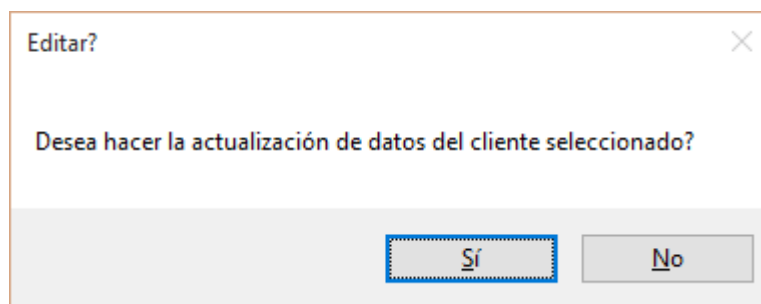 Editar?
Desea hacer la actualización de datos del cliente seleccionado?
Sí No